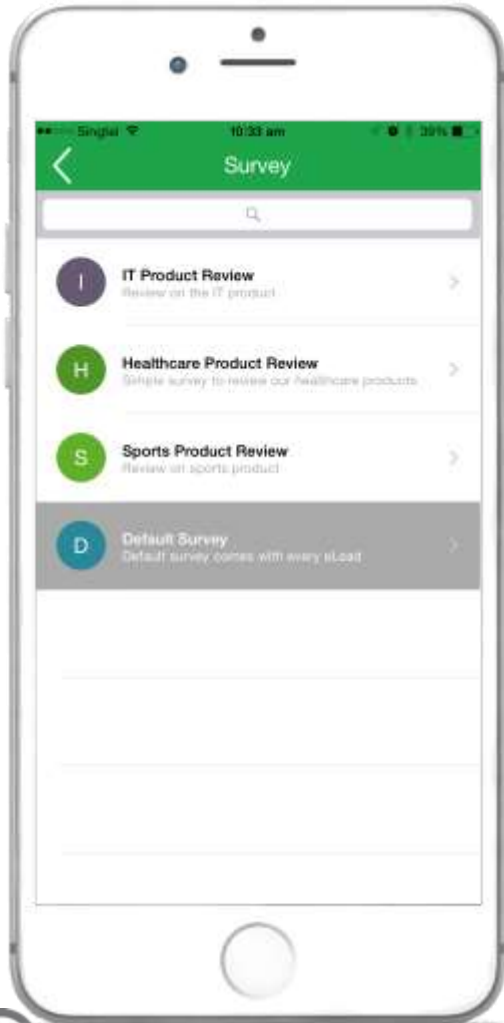 Singtel 10:33 am 39%
Survey
I
IT Product Review
Review on the IT product
H
Healthcare Product Review
Simple survey to review our healthcare products
S
Sports Product Review
Review on sports product
D
Default Survey
Default survey comes with every eLead